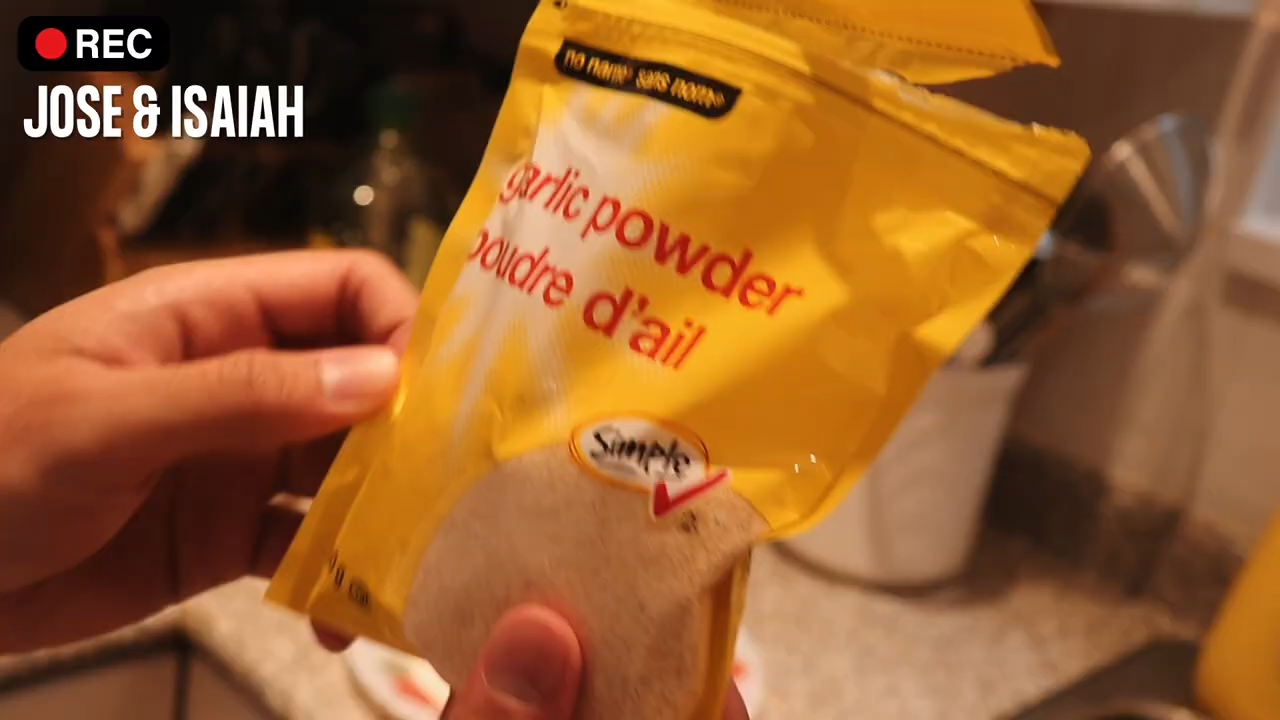 REC
JOSE & ISAIAH
no name sans nom®
garlic powder
poudre d'ail
Simple